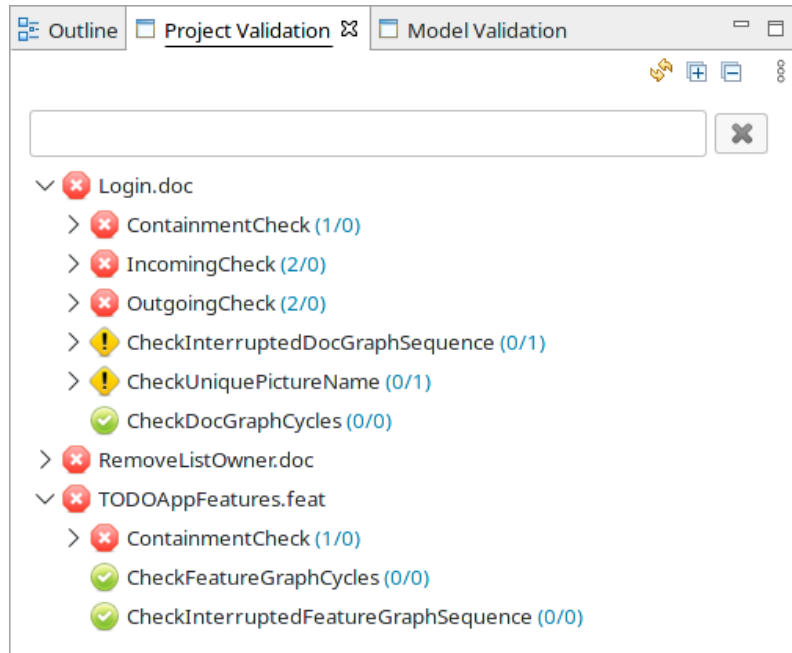 Outline Project Validation Model Validation
Login.doc
ContainmentCheck (1/0)
IncomingCheck (2/0)
OutgoingCheck (2/0)
CheckInterruptedDocGraphSequence (0/1)
CheckUniquePictureName (0/1)
CheckDocGraphCycles (0/0)
RemoveListOwner.doc
TODOAppFeatures.feat
ContainmentCheck (1/0)
CheckFeatureGraphCycles (0/0)
CheckInterruptedFeatureGraphSequence (0/0)